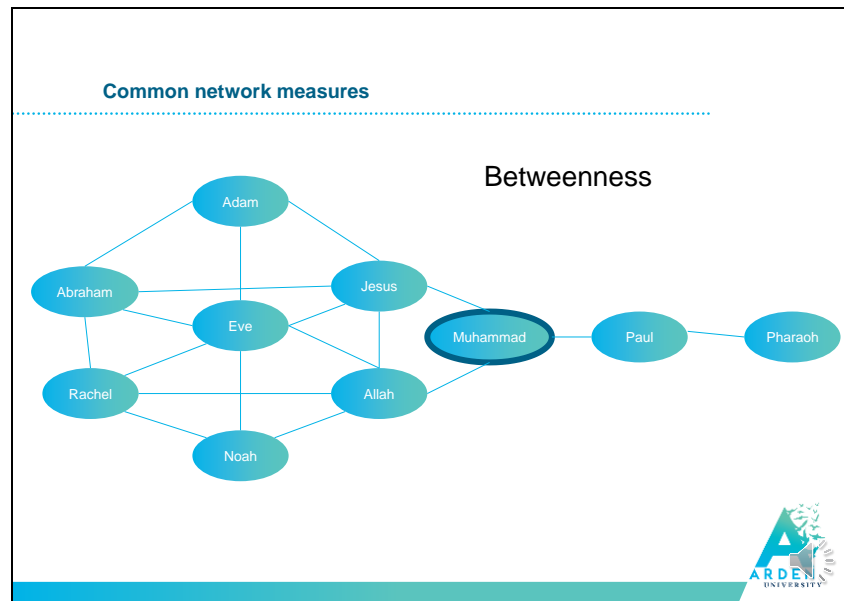 Common network measures
Betweenness
Adam
Abraham
Jesus
Eve
Muhammad
Paul
Pharaoh
Rachel
Allah
Noah
ARDEN
UNIVERSITY